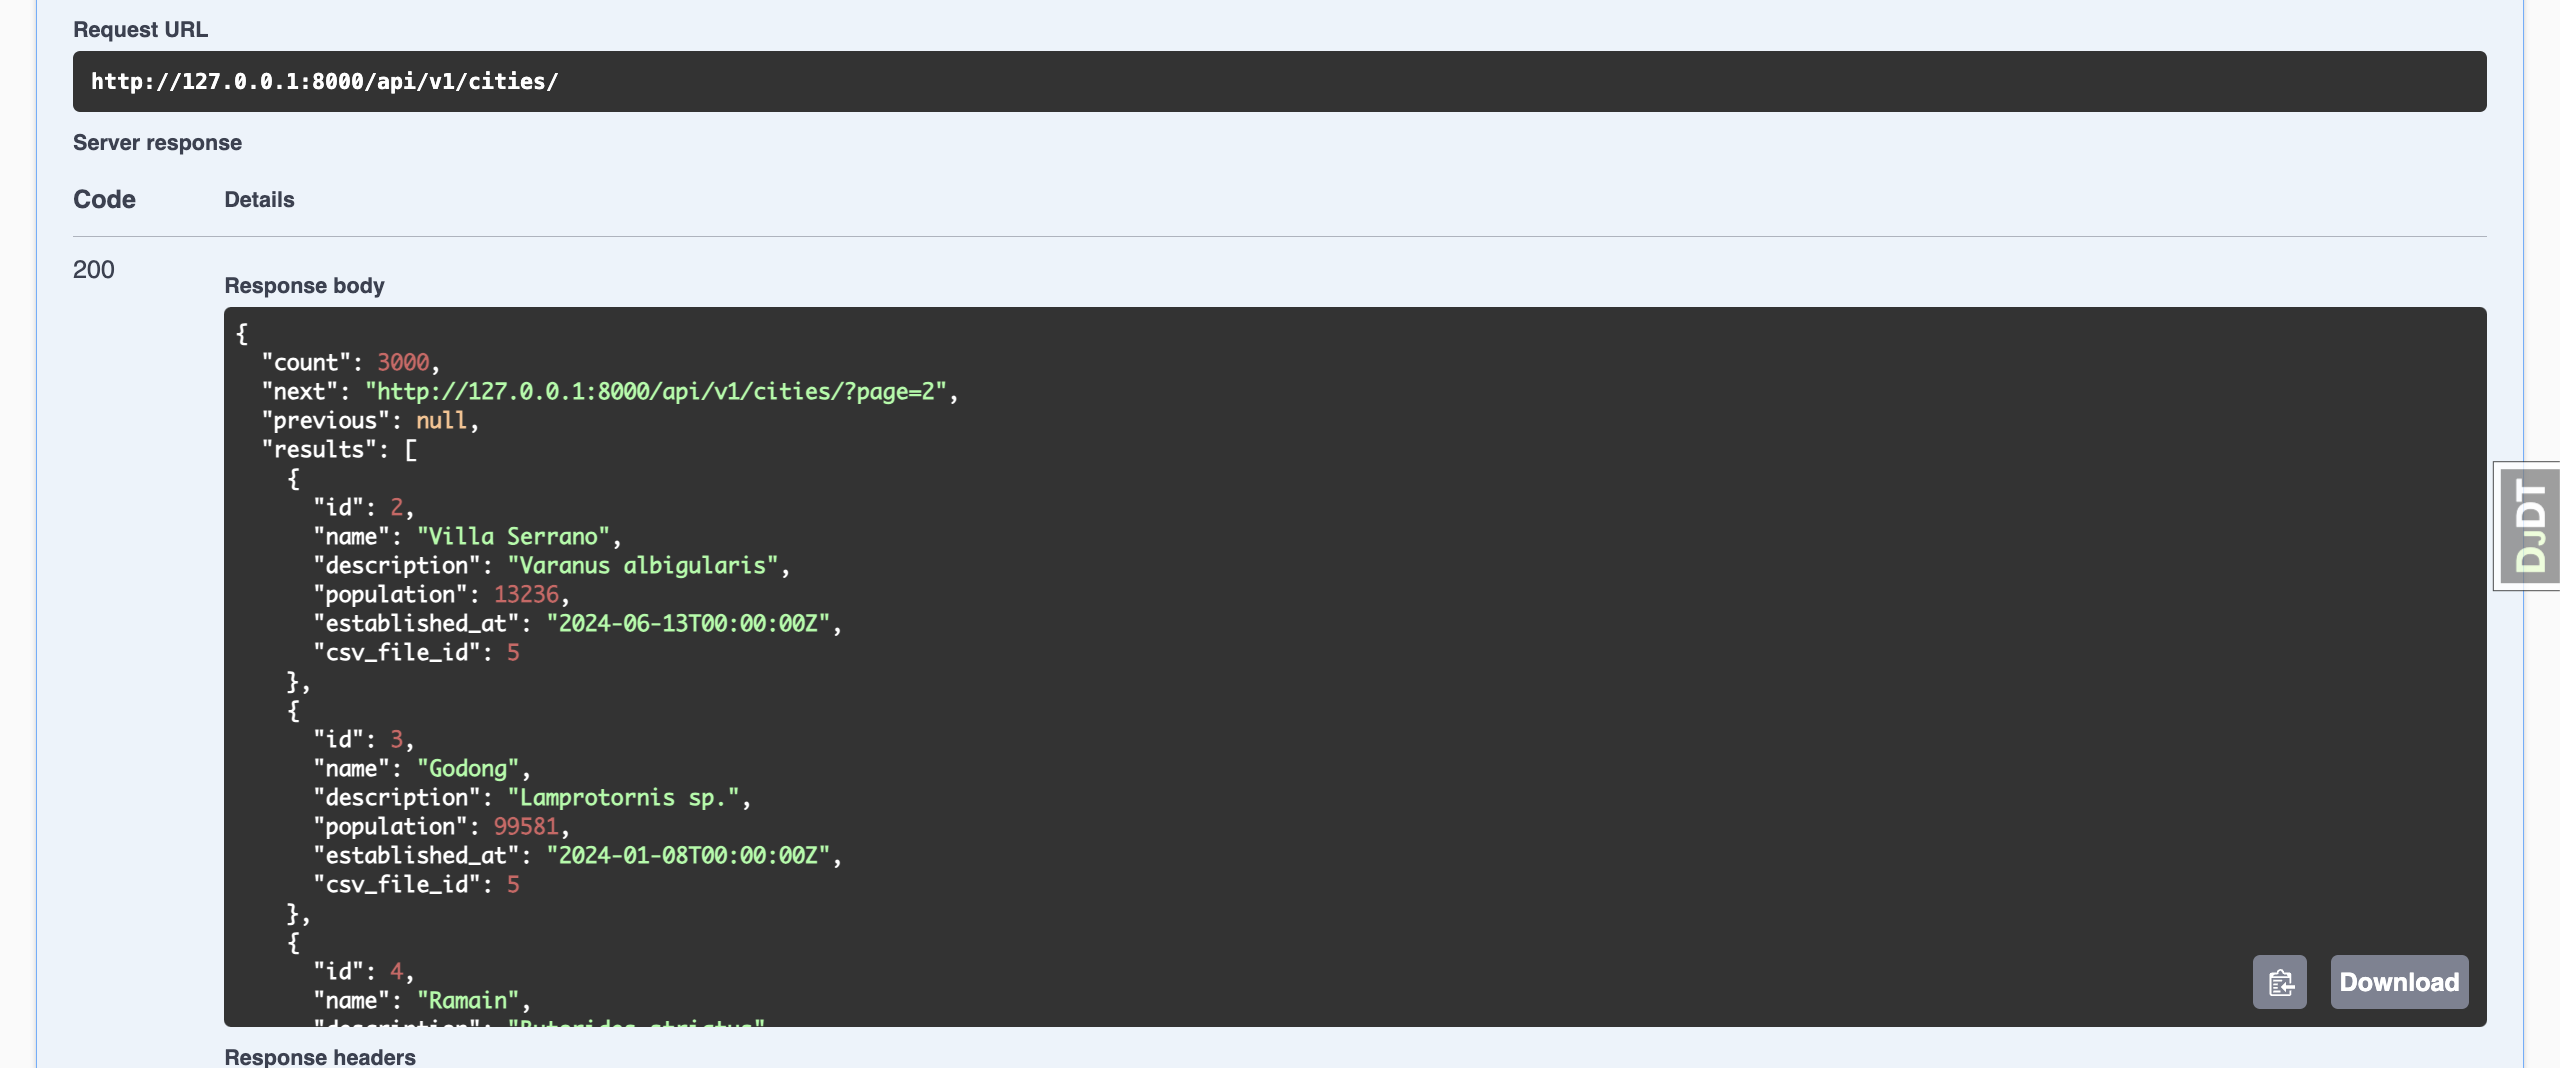 Request URL
http://127.0.0.1:8000/api/v1/cities/
Server response
Code Details
200
Response body
{
"count": 3000,
"next": "http://127.0.0.1:8000/api/v1/cities/?page=2",
"previous": null,
"results": [
{
"id": 2,
"name": "Villa Serrano",
"description": "Varanus albigularis",
"population": 13236,
"established_at": "2024-06-13T00:00:00Z",
"csv_file_id": 5
},
{
"id": 3,
"name": "Godong",
"description": "Lamprotornis sp.",
"population": 99581,
"established_at": "2024-01-08T00:00:00Z",
"csv_file_id": 5
},
{
"id": 4,
"name": "Ramain",
"description": "Butorides striatus"
Download
Response headers
DJDT